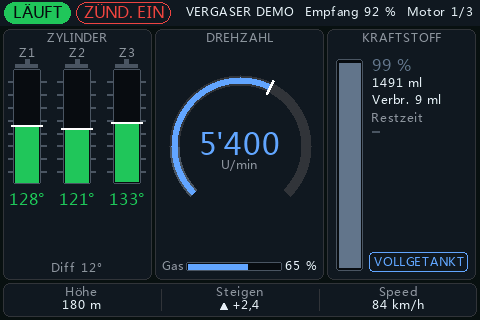 LÄUFT ZÜND. EIN VERGASER DEMO Empfang 92 % Motor 1/3
ZYLINDER
Z1 Z2 Z3
128° 121° 133°
Diff 12°
DREHZAHL
5'400
U/min
Gas 65 %
KRAFTSTOFF
99 %
1491 ml
Verbr. 9 ml
Restzeit
–
VOLLGETANKT
Höhe
180 m
Steigen
▲ +2,4
Speed
84 km/h